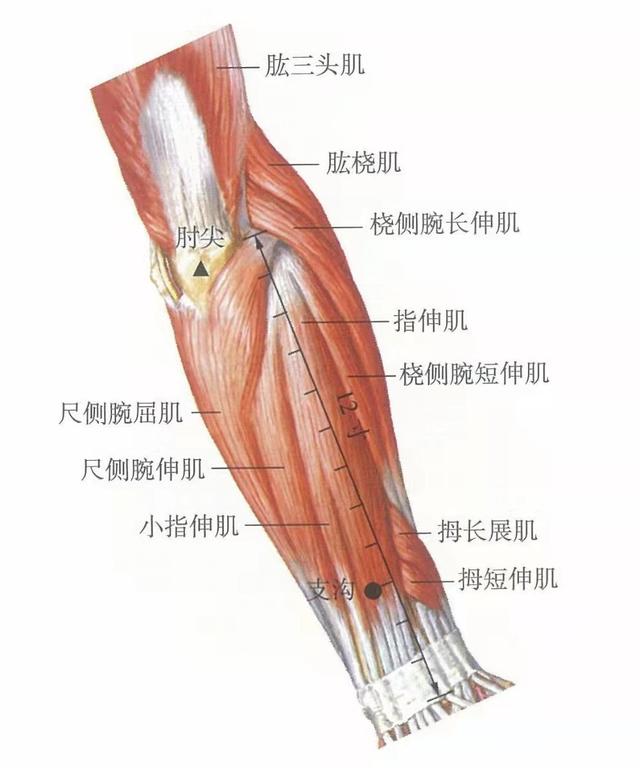 肱三头肌
肱桡肌
桡侧腕长伸肌
肘尖
指伸肌
桡侧腕短伸肌
12寸
尺侧腕屈肌
尺侧腕伸肌
小指伸肌
拇长展肌
拇短伸肌
支沟